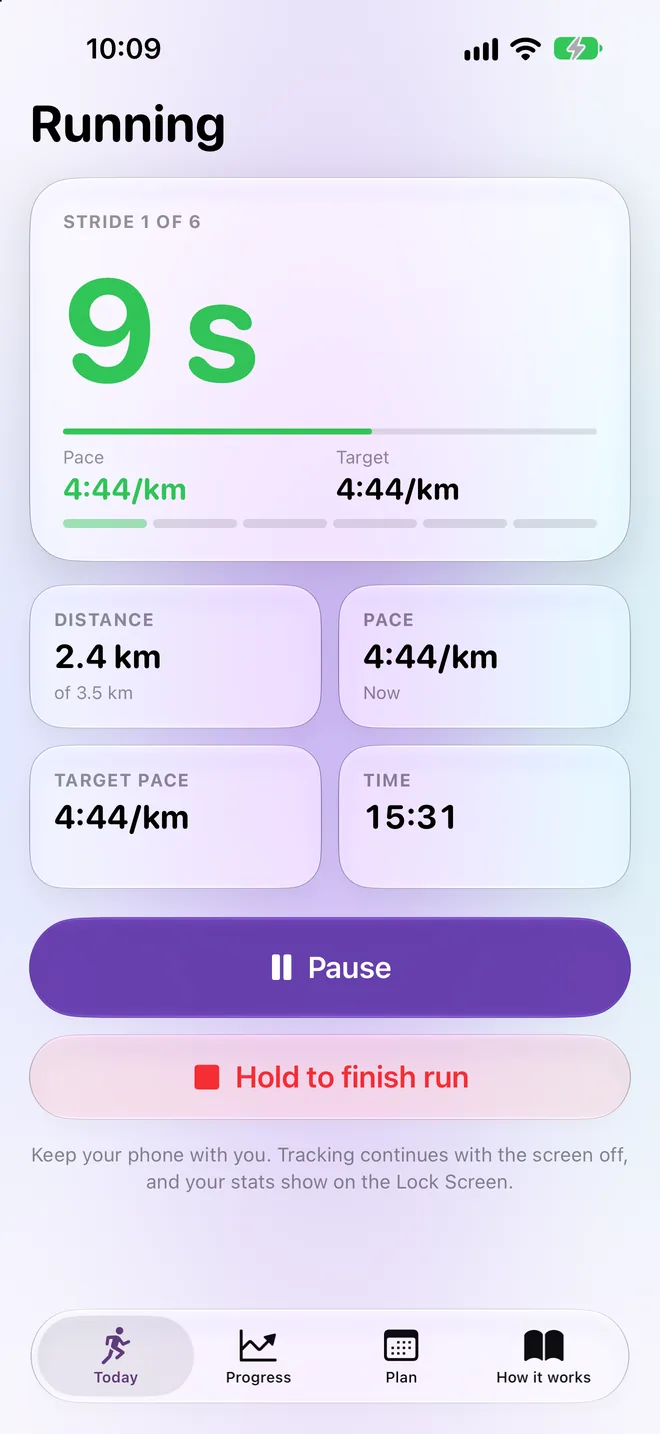 10:09
Running
STRIDE 1 OF 6
9 s
Pace
Target
4:44/km
4:44/km
DISTANCE
2.4 km
of 3.5 km
PACE
4:44/km
Now
TARGET PACE
4:44/km
TIME
15:31
Pause
Hold to finish run
Keep your phone with you. Tracking continues with the screen off,
and your stats show on the Lock Screen.
Today
Progress
Plan
How it works